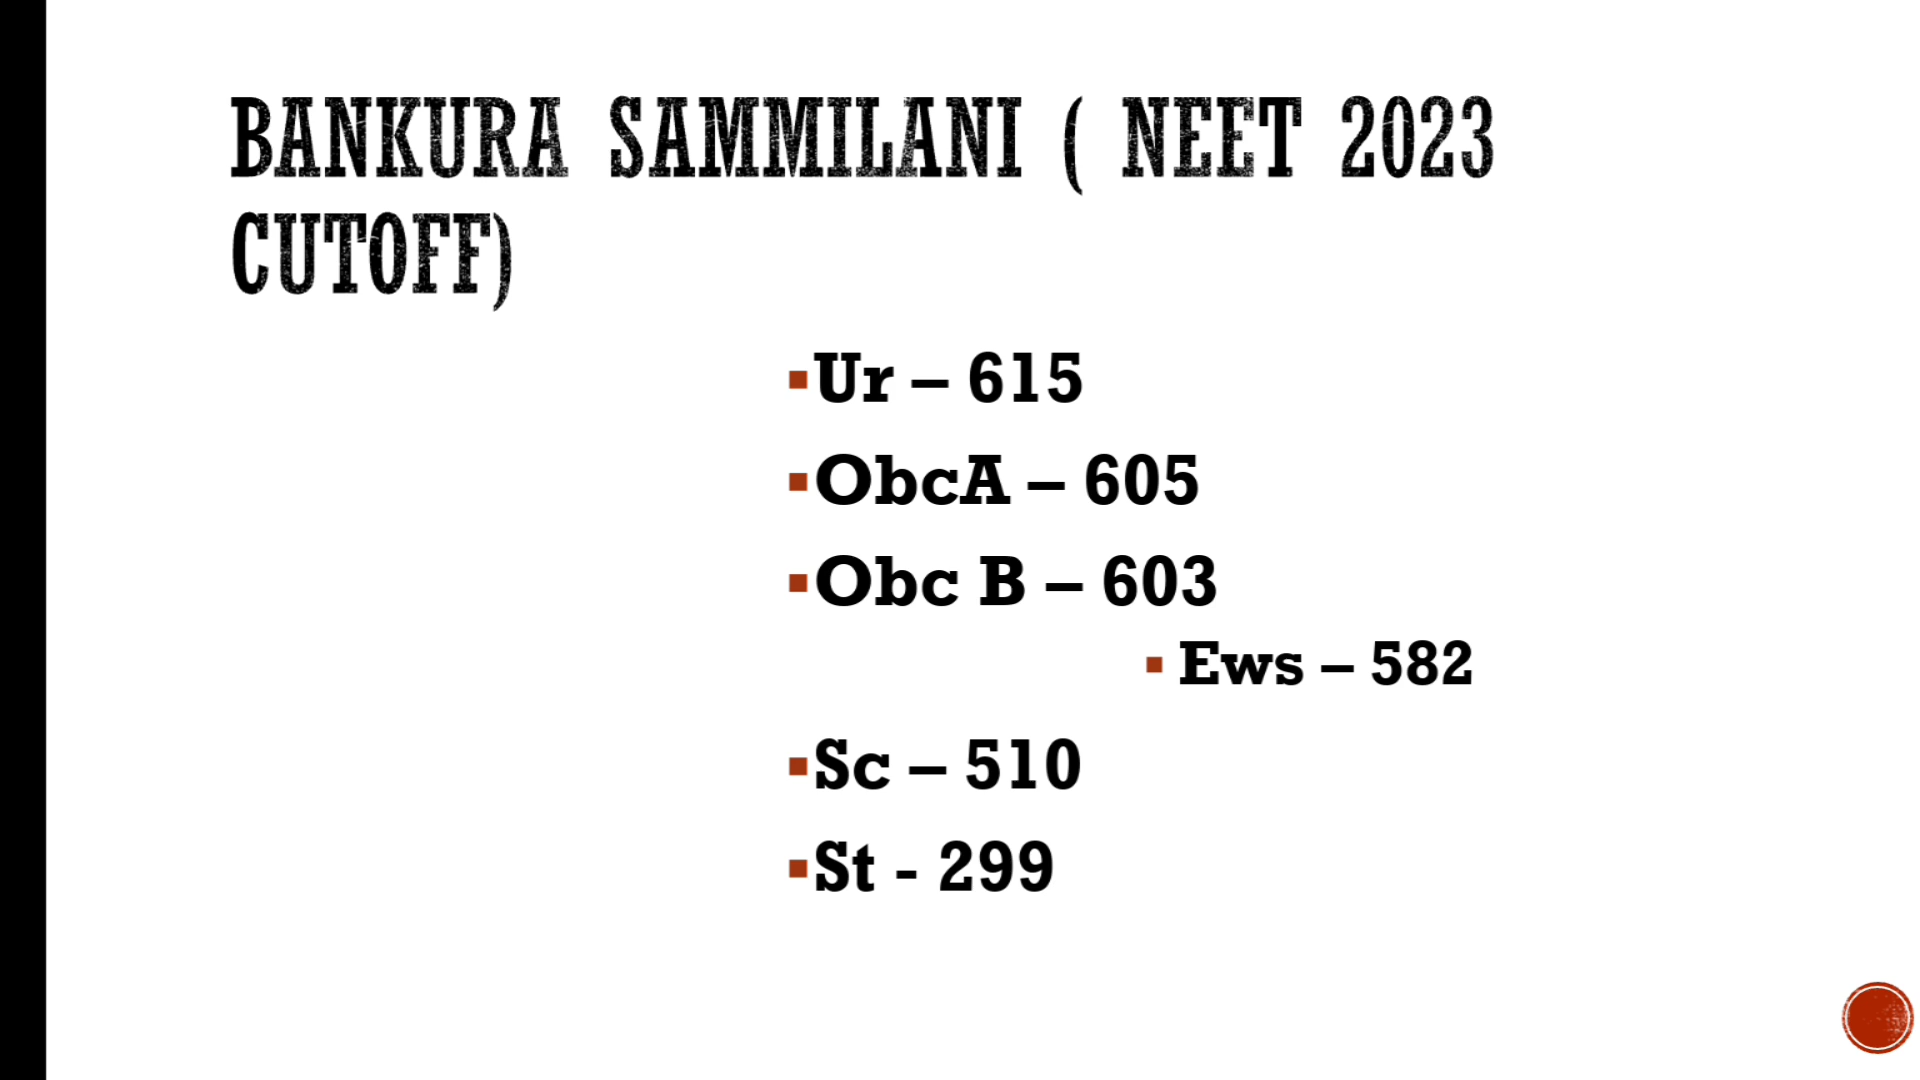 BANKURA SAMMILANI ( NEET 2023
CUTOFF)
▪Ur – 615
▪ObcA – 605
▪Obc B – 603
▪ Ews – 582
▪Sc – 510
▪St - 299